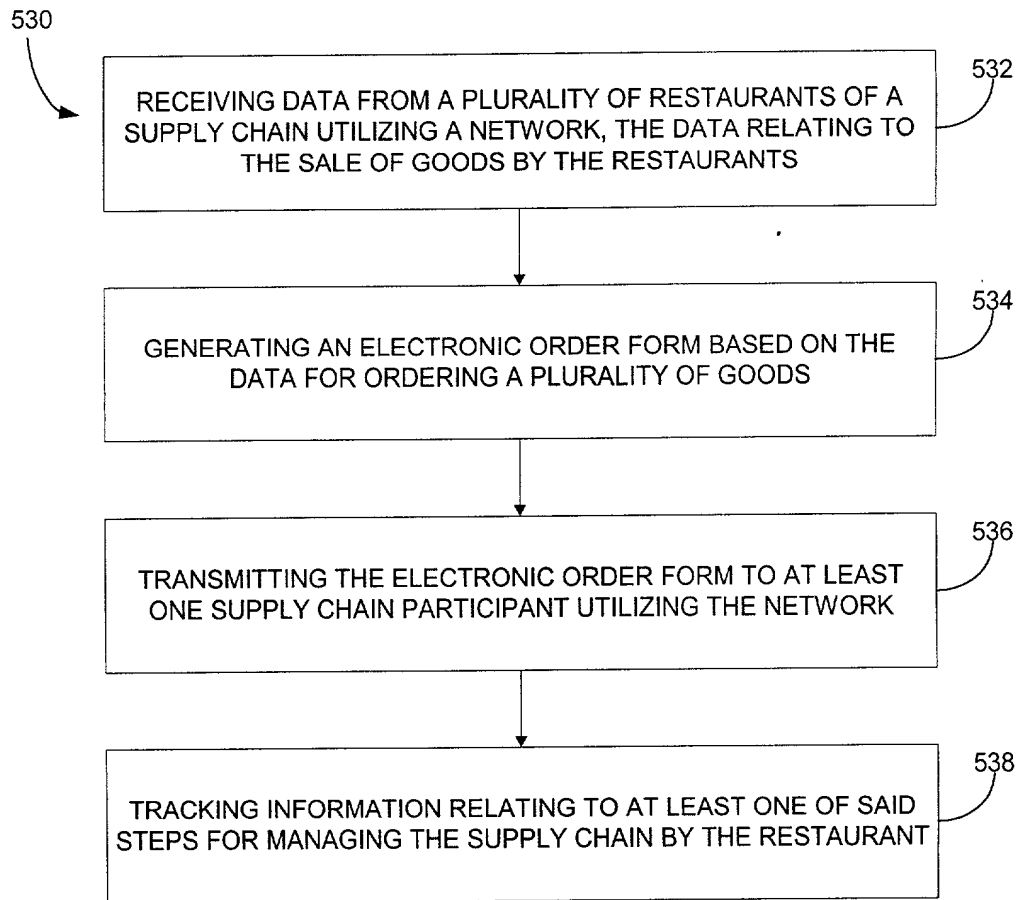 530
532
RECEIVING DATA FROM A PLURALITY OF RESTAURANTS OF A
SUPPLY CHAIN UTILIZING A NETWORK, THE DATA RELATING TO
THE SALE OF GOODS BY THE RESTAURANTS
534
GENERATING AN ELECTRONIC ORDER FORM BASED ON THE
DATA FOR ORDERING A PLURALITY OF GOODS
536
TRANSMITTING THE ELECTRONIC ORDER FORM TO AT LEAST
ONE SUPPLY CHAIN PARTICIPANT UTILIZING THE NETWORK
538
TRACKING INFORMATION RELATING TO AT LEAST ONE OF SAID
STEPS FOR MANAGING THE SUPPLY CHAIN BY THE RESTAURANT